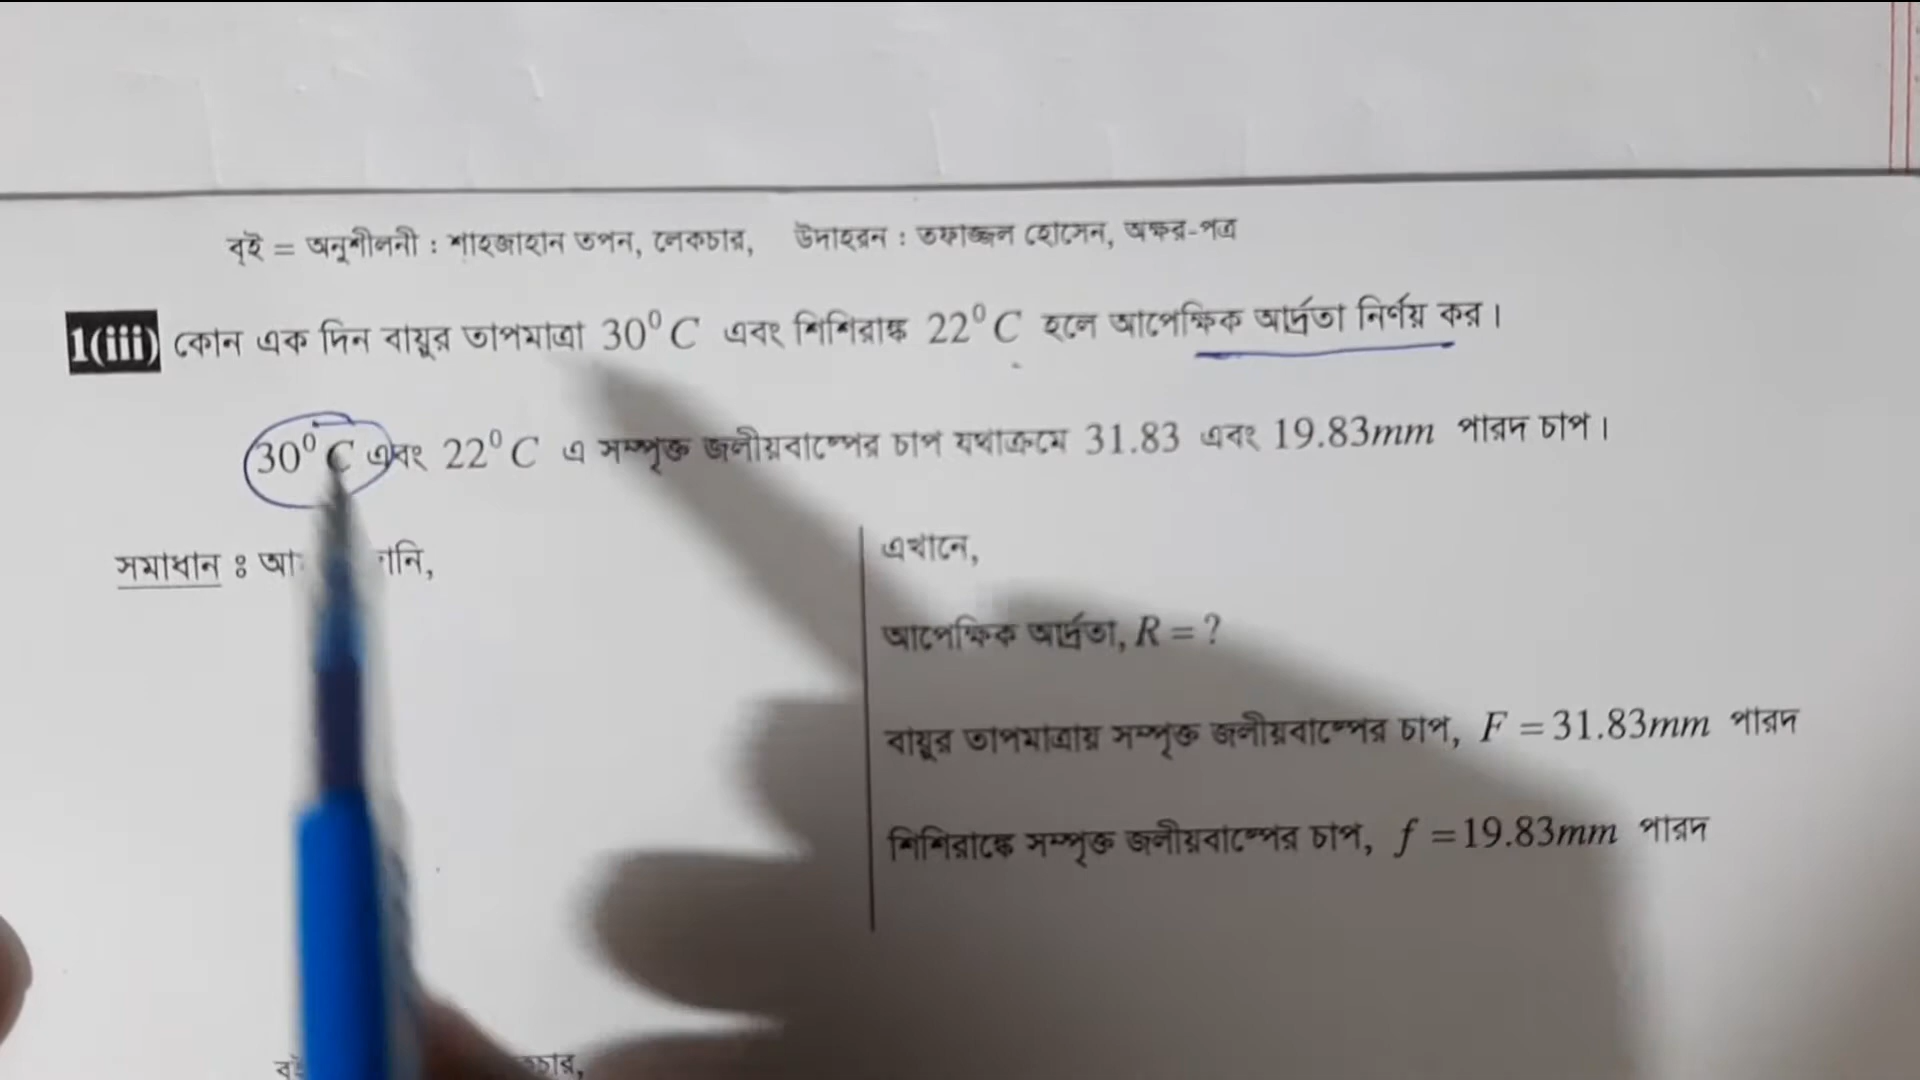 বই = অনুশীলনী : শাহজাহান তপন, লেকচার, উদাহরন : তফাজ্জল হোসেন, অক্ষর-পত্র
1(iii) কোন এক দিন বায়ুর তাপমাত্রা 30⁰C এবং শিশিরাঙ্ক 22⁰C হলে আপেক্ষিক আর্দ্রতা নির্ণয় কর।
30⁰C এবং 22⁰C এ সম্পৃক্ত জলীয়বাষ্পের চাপ যথাক্রমে 31.83 এবং 19.83mm পারদ চাপ।
সমাধান ঃ
এখানে,
আপেক্ষিক আর্দ্রতা, R = ?
বায়ুর তাপমাত্রায় সম্পৃক্ত জলীয়বাষ্পের চাপ, F = 31.83mm পারদ
শিশিরাঙ্কে সম্পৃক্ত জলীয়বাষ্পের চাপ, f = 19.83mm পারদ